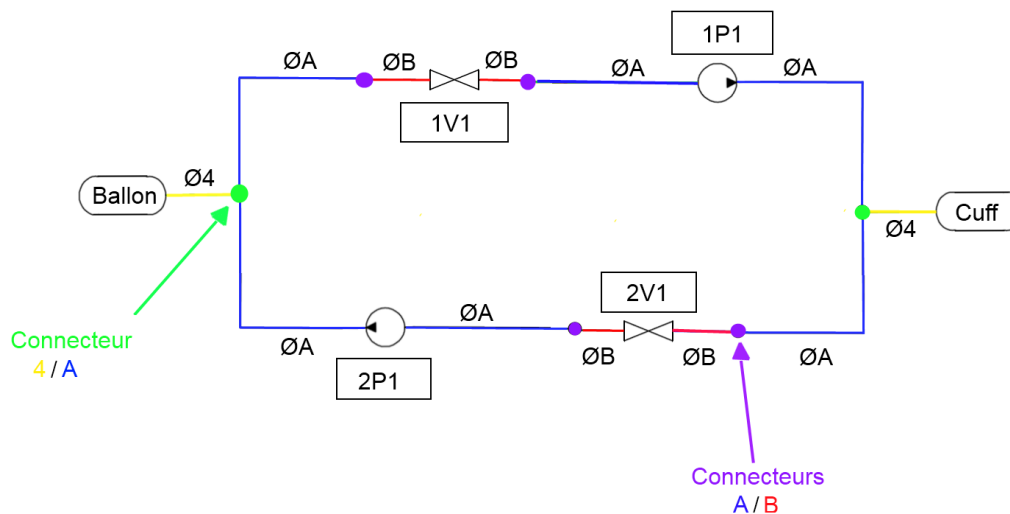 1P1
ØA
ØB
ØB
ØA
ØA
1V1
Ballon
Ø4
Cuff
Ø4
2V1
ØA
Connecteur
4 / A
ØA
ØB
ØB
ØA
2P1
Connecteurs
A / B